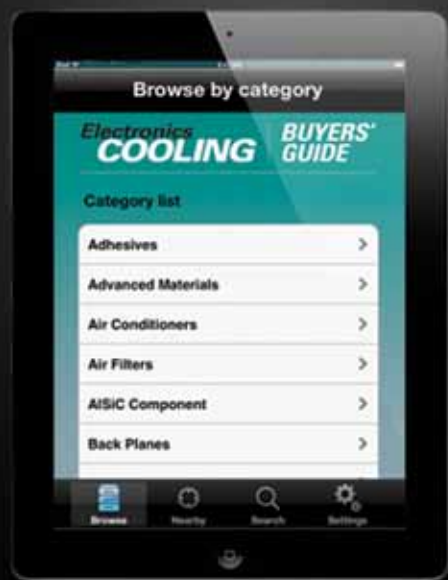 Browse by category
Electronics
COOLING
BUYERS'
GUIDE
Category list
Adhesives
Advanced Materials
Air Conditioners
Air Filters
AlSiC Component
Back Planes
Browse
Nearby
Search
Settings